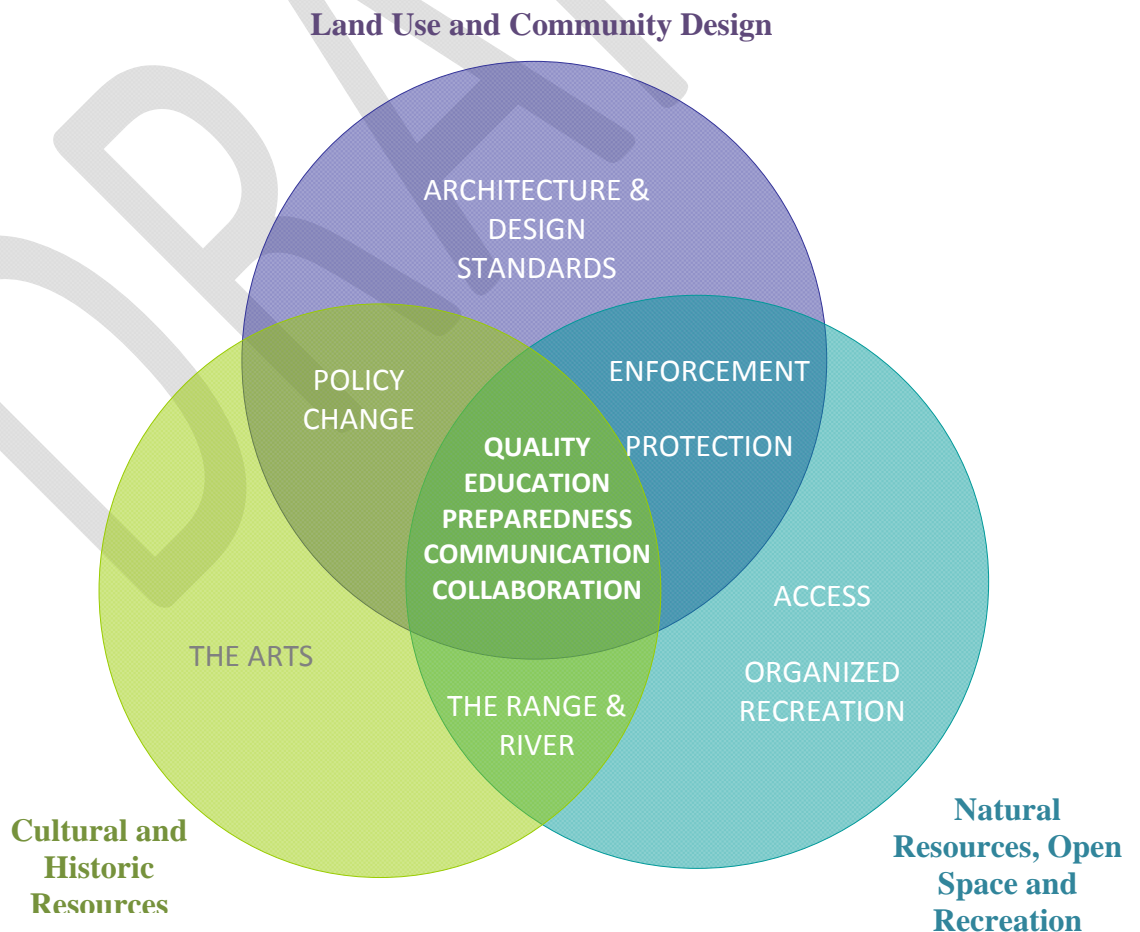 Land Use and Community Design
ARCHITECTURE &
DESIGN
STANDARDS
POLICY
CHANGE
ENFORCEMENT
PROTECTION
QUALITY
EDUCATION
PREPAREDNESS
COMMUNICATION
COLLABORATION
THE ARTS
ACCESS
ORGANIZED
RECREATION
THE RANGE &
RIVER
Cultural and
Historic
Resources
Natural
Resources, Open
Space and
Recreation
DRA